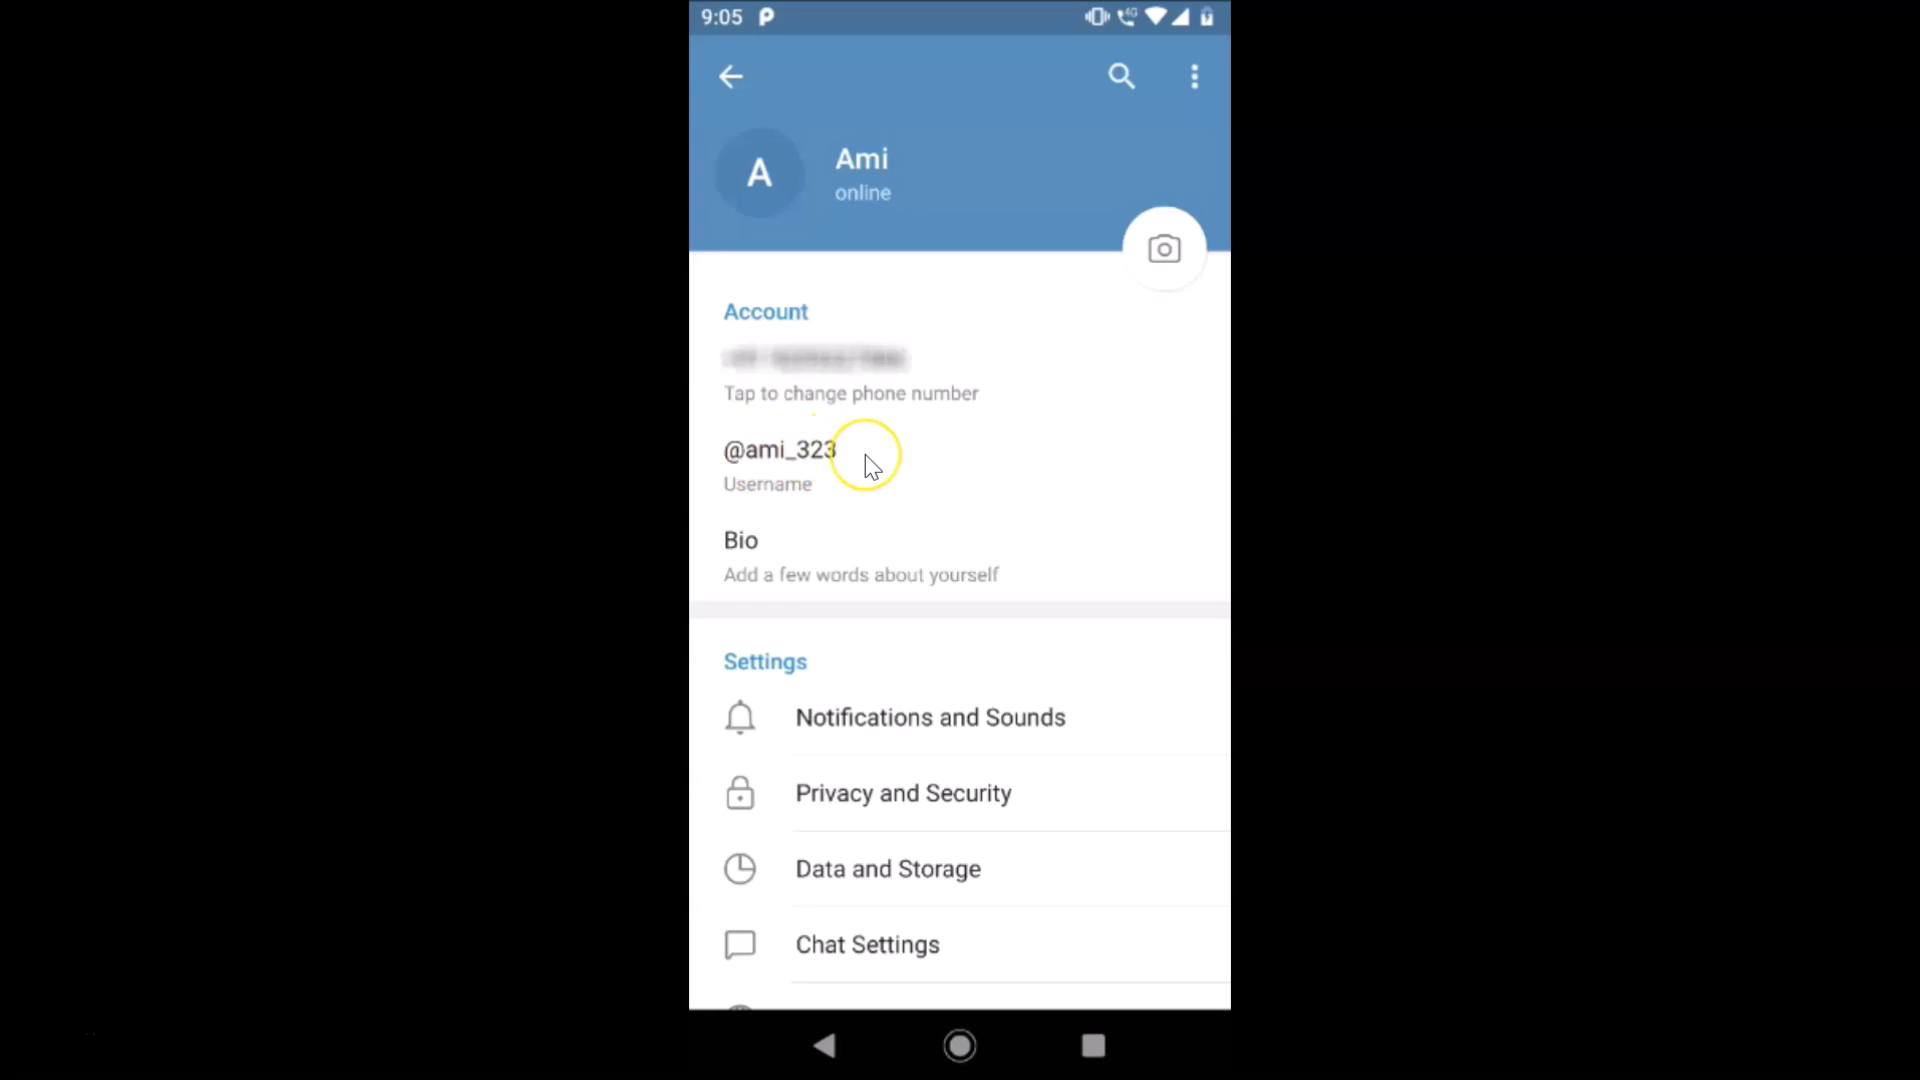 9:05
4G
A
Ami
online
Account
Tap to change phone number
@ami_323
Username
Bio
Add a few words about yourself
Settings
Notifications and Sounds
Privacy and Security
Data and Storage
Chat Settings